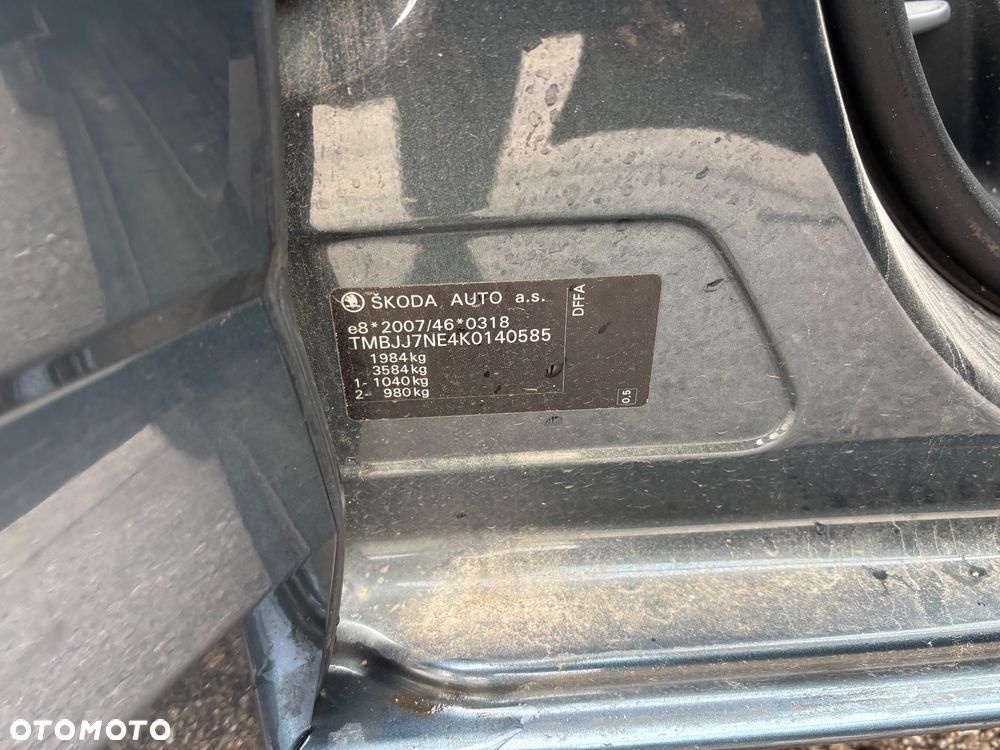 ŠKODA AUTO a.s.
DFFA
e8*2007/46*0318
TMBJJ7NE4K0140585
1984kg
3584kg
1- 1040kg
2- 980kg
0,5
OTOMOTO